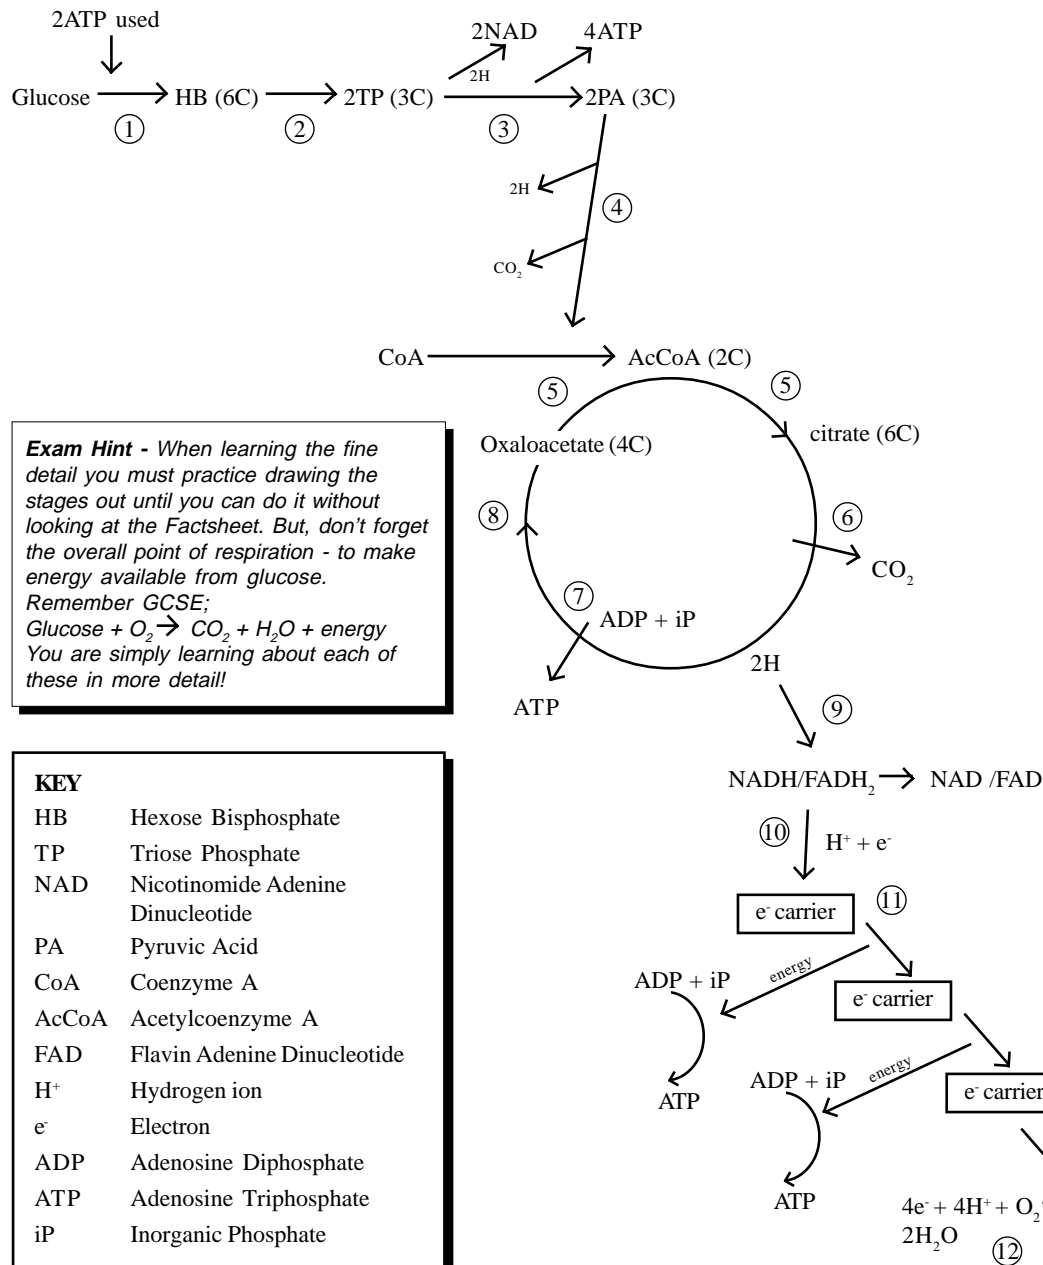 2ATP used
2NAD 4ATP
2H
Glucose HB (6C) 2TP (3C) 2PA (3C)
1 2 3
2H
4
CO2
CoA AcCoA (2C)
5 5
Oxaloacetate (4C) citrate (6C)
8 6
CO2
7 ADP + iP
2H
ATP
9
NADH/FADH2 NAD /FAD
10 H+ + e-
e- carrier 11
energy
ADP + iP
e- carrier
energy
ATP ADP + iP
e- carrier
ATP
4e- + 4H+ + O2
2H2O 12
Exam Hint - When learning the fine
detail you must practice drawing the
stages out until you can do it without
looking at the Factsheet. But, don't forget
the overall point of respiration - to make
energy available from glucose.
Remember GCSE;
Glucose + O2 → CO2 + H2O + energy
You are simply learning about each of
these in more detail!
KEY
HB Hexose Bisphosphate
TP Triose Phosphate
NAD Nicotinomide Adenine
Dinucleotide
PA Pyruvic Acid
CoA Coenzyme A
AcCoA Acetylcoenzyme A
FAD Flavin Adenine Dinucleotide
H+ Hydrogen ion
e- Electron
ADP Adenosine Diphosphate
ATP Adenosine Triphosphate
iP Inorganic Phosphate